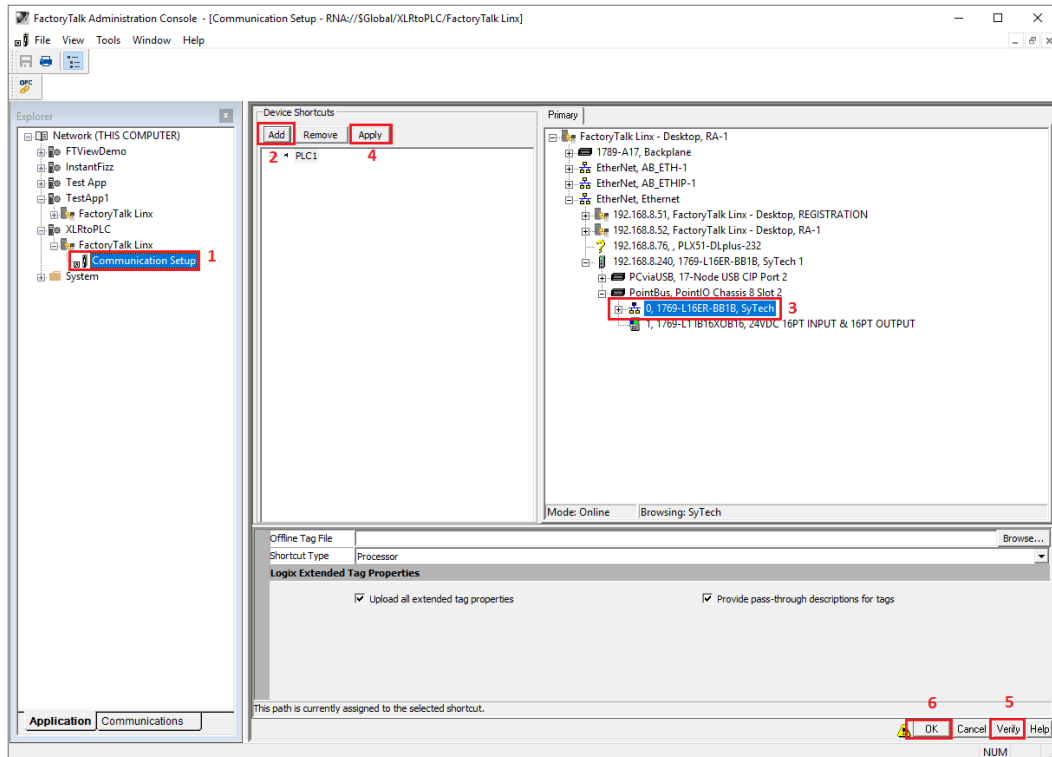 FactoryTalk Administration Console - [Communication Setup - RNA://$Global/XLRtoPLC/FactoryTalk Linx]
File View Tools Window Help
OPC
Explorer
Network (THIS COMPUTER)
FTViewDemo
InstantFizz
Test App
TestApp1
FactoryTalk Linx
XLRtoPLC
FactoryTalk Linx
Communication Setup 1
System
Application Communications
Device Shortcuts
Add Remove Apply
2 4
PLC1
Primary
FactoryTalk Linx - Desktop, RA-1
1789-A17, Backplane
EtherNet, AB_ETH-1
EtherNet, AB_ETHIP-1
EtherNet, Ethernet
192.168.8.51, FactoryTalk Linx - Desktop, REGISTRATION
192.168.8.52, FactoryTalk Linx - Desktop, RA-1
192.168.8.76, , PLX51-DLplus-232
192.168.8.240, 1769-L16ER-BB1B, SyTech 1
PCviaUSB, 17-Node USB CIP Port 2
PointBus, PointIO Chassis 8 Slot 2
0, 1769-L16ER-BB1B, SyTech 3
1, 1769-L11B16XOB16, 24VDC 16PT INPUT & 16PT OUTPUT
Mode: Online Browsing: SyTech
Offline Tag File Browse...
Shortcut Type Processor
Logix Extended Tag Properties
Upload all extended tag properties Provide pass-through descriptions for tags
This path is currently assigned to the selected shortcut.
6 5
OK Cancel Verify Help
NUM